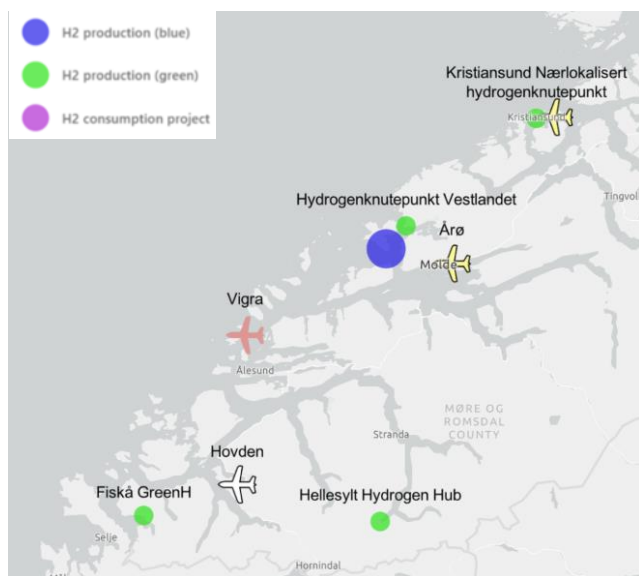 H2 production (blue)
H2 production (green)
H2 consumption project
Kristiansund Nærlokalisert
hydrogenknutepunkt
Kristiansund
Hydrogenknutepunkt Vestlandet
Tingvol
Årø
Molde
Vigra
Ålesund
MØRE OG
ROMSDAL
COUNTY
Stranda
Hovden
Fiskå GreenH
Hellesylt Hydrogen Hub
Selje
Hornindal